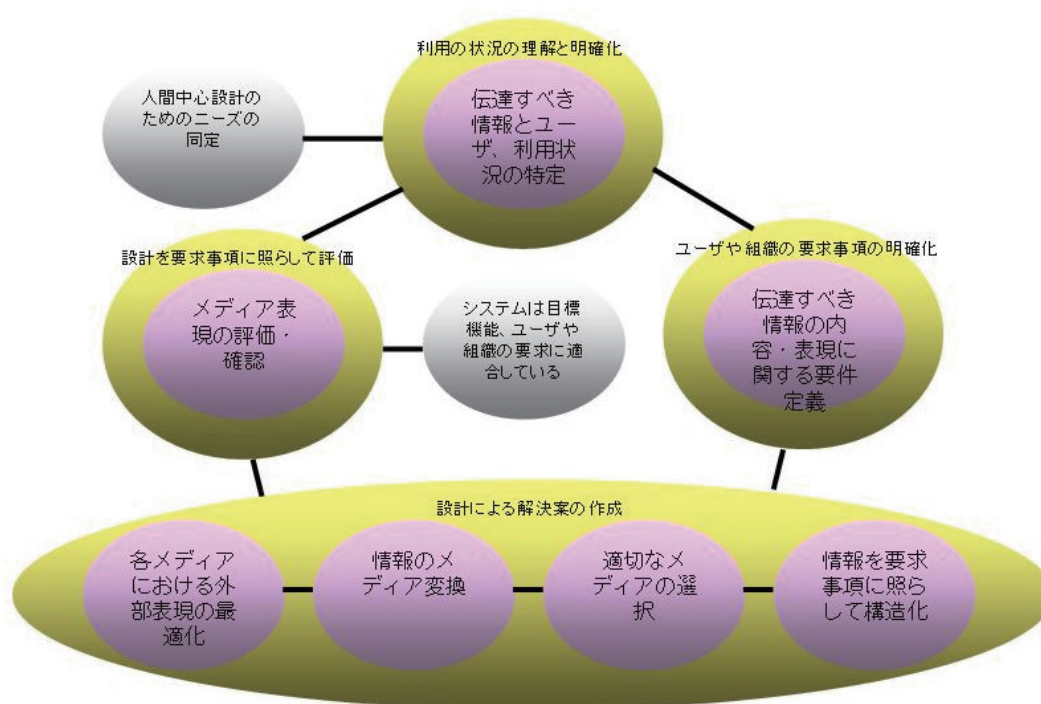 利用の状況の理解と明確化
伝達すべき
情報とユー
ザ、利用状
況の特定
人間中心設計の
ためのニーズの
同定
設計を要求事項に照らして評価
メディア表
現の評価・
確認
システムは目標
機能、ユーザや
組織の要求に適
合している
ユーザや組織の要求事項の明確化
伝達すべき
情報の内
容・表現に
関する要件
定義
設計による解決案の作成
各メディア
における外
部表現の最
適化
情報のメ
ディア変換
適切なメ
ディアの選
択
情報を要求
事項に照ら
して構造化